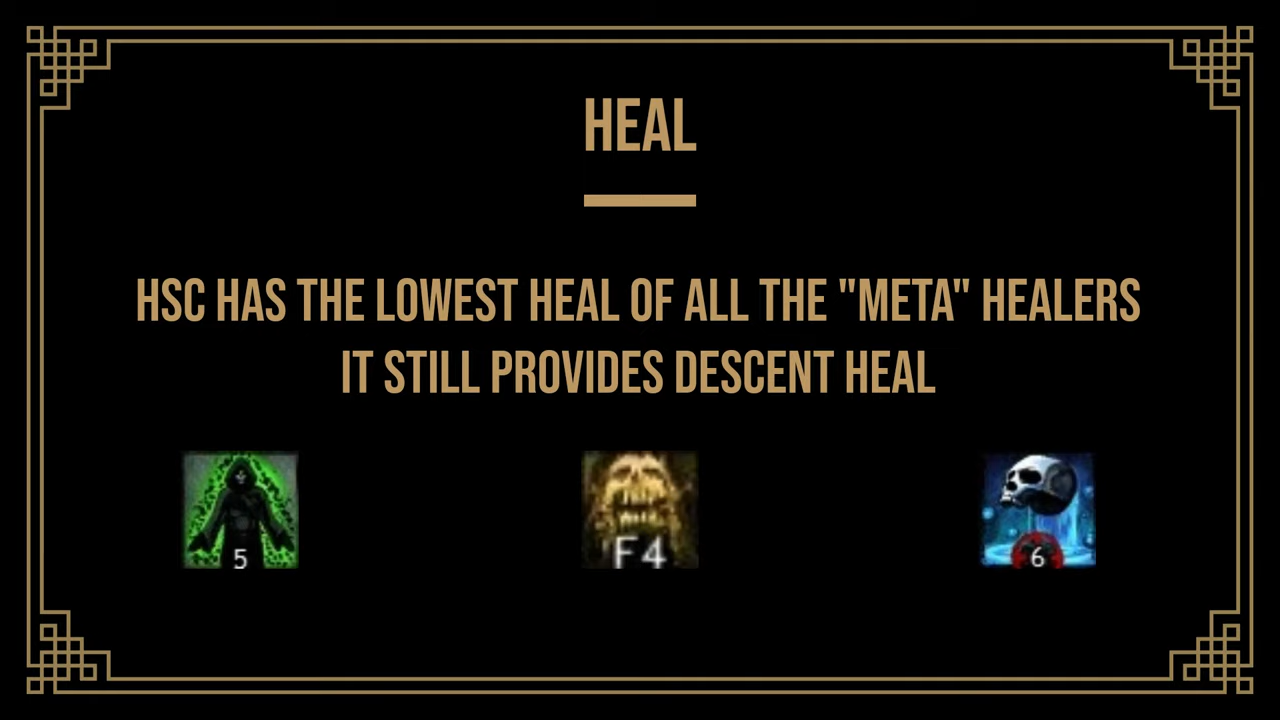 HEAL
HSC HAS THE LOWEST HEAL OF ALL THE "META" HEALERS
IT STILL PROVIDES DESCENT HEAL
5 F4 6